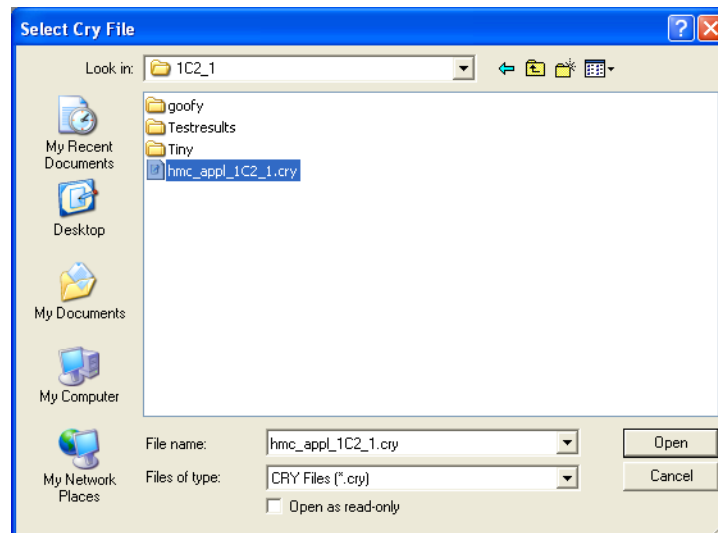 Select Cry File
Look in:
1C2_1
goofy
Testresults
Tiny
hmc_appl_1C2_1.cry
My Recent
Documents
Desktop
My Documents
My Computer
My Network
Places
File name:
hmc_appl_1C2_1.cry
Open
Files of type:
CRY Files (*.cry)
Cancel
Open as read-only